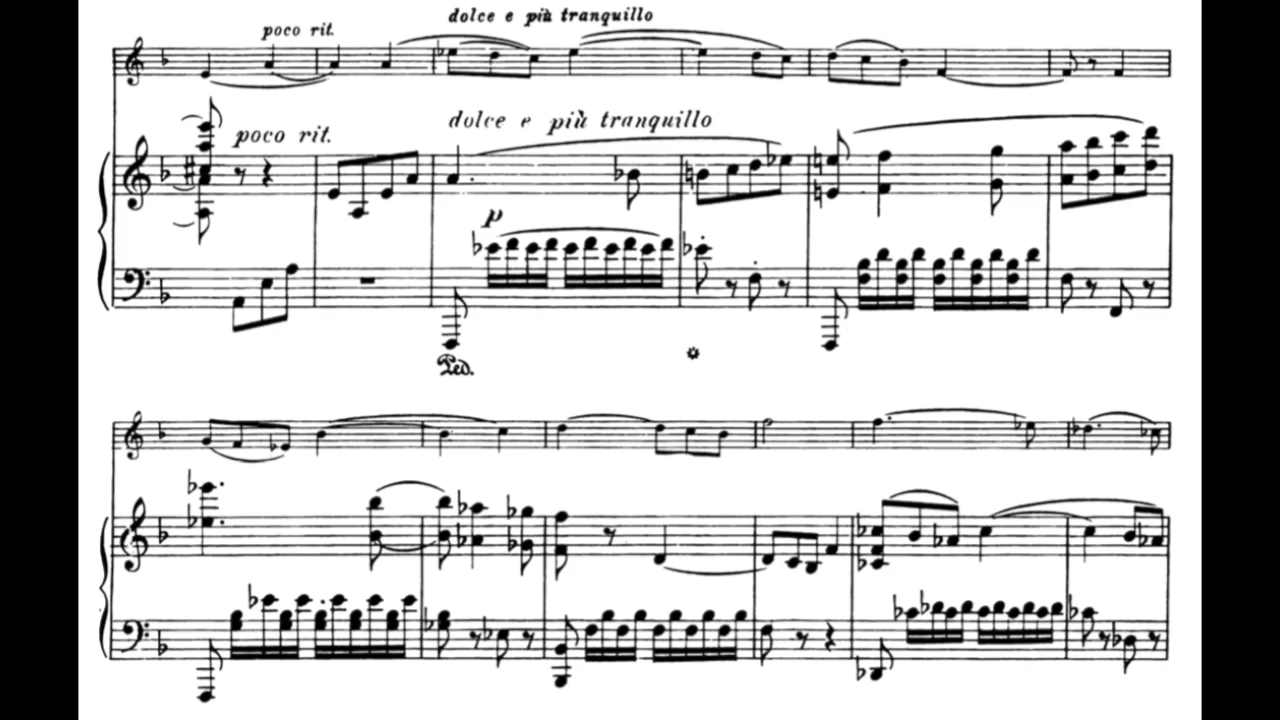 poco rit.
dolce e più tranquillo
poco rit.
dolce e più tranquillo
p
Ped.